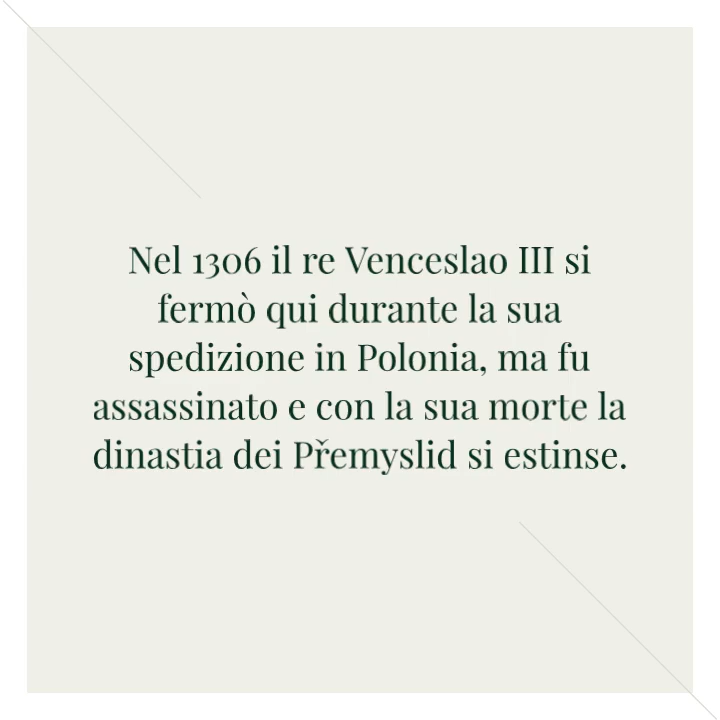 Nel 1306 il re Venceslao III si
fermò qui durante la sua
spedizione in Polonia, ma fu
assassinato e con la sua morte la
dinastia dei Přemyslid si estinse.